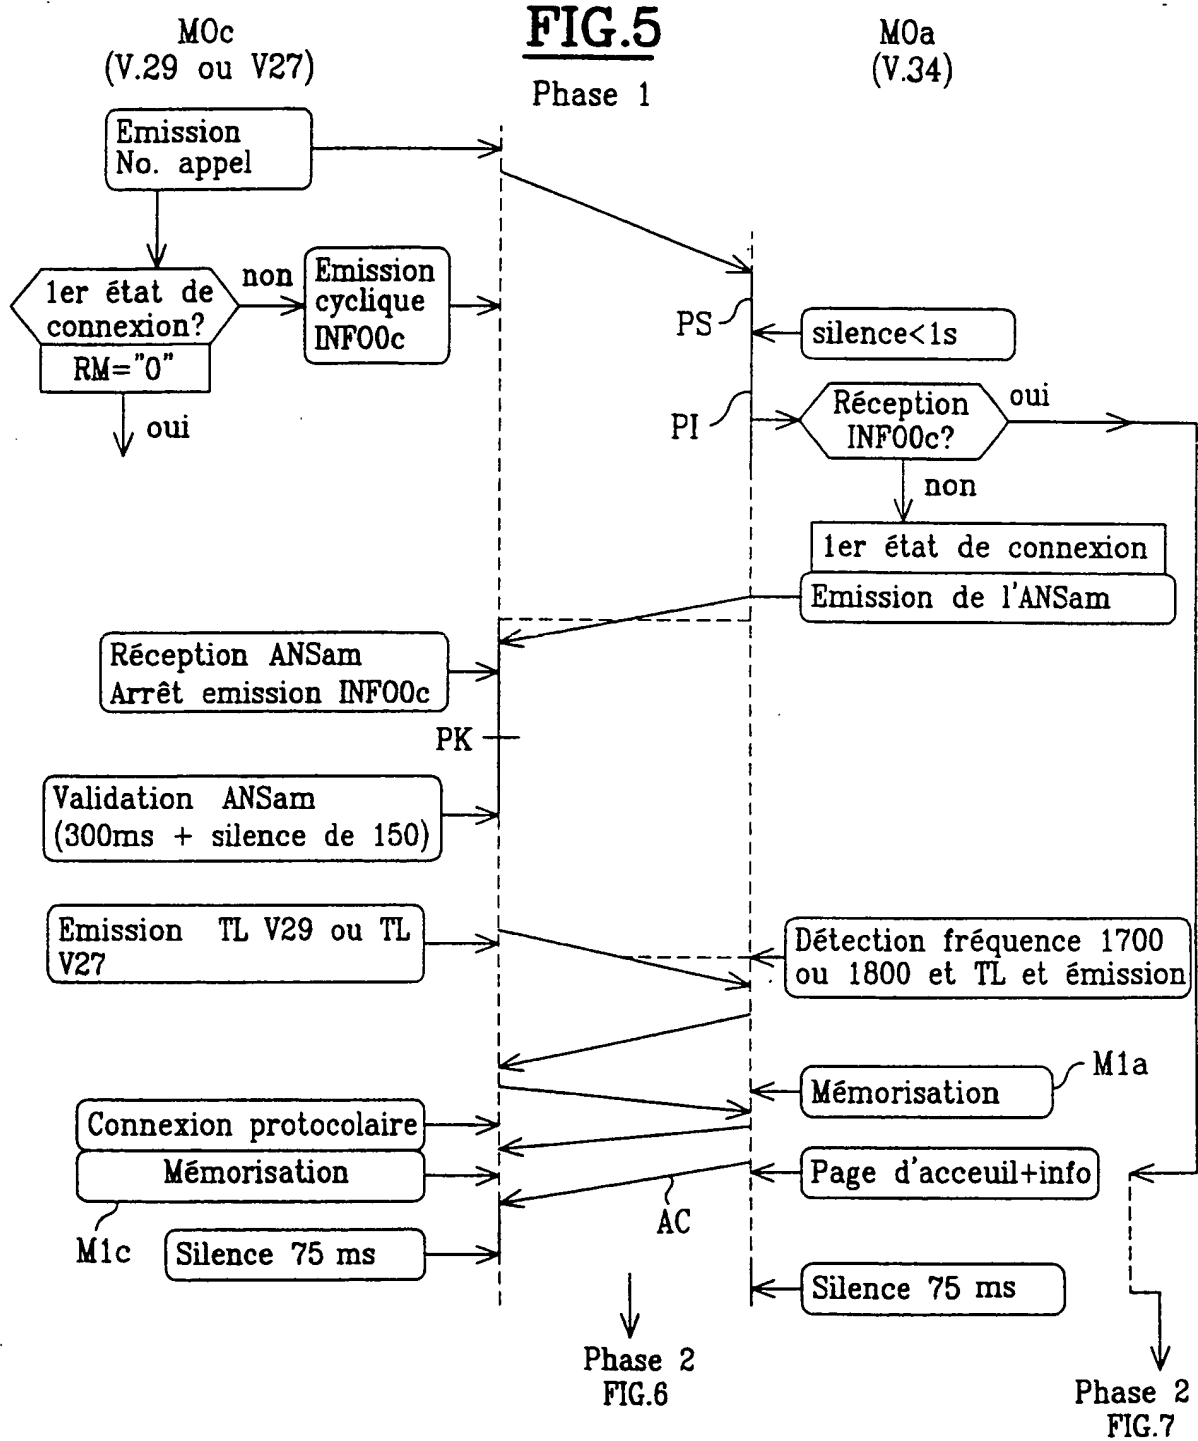 FIG.5
MOc
(V.29 ou V27)
Phase 1
MOa
(V.34)
Emission
No. appel
1er état de
connexion?
RM="0"
oui
non
Emission
cyclique
INFO0c
PS
silence<1s
PI
Réception
INFO0c?
oui
non
1er état de connexion
Emission de l'ANSam
Réception ANSam
Arrêt emission INFO0c
PK
Validation ANSam
(300ms + silence de 150)
Emission TL V29 ou TL
V27
Détection fréquence 1700
ou 1800 et TL et émission
M1a
Mémorisation
Connexion protocolaire
Mémorisation
M1c
Page d'acceuil+info
AC
Silence 75 ms
Silence 75 ms
Phase 2
FIG.6
Phase 2
FIG.7